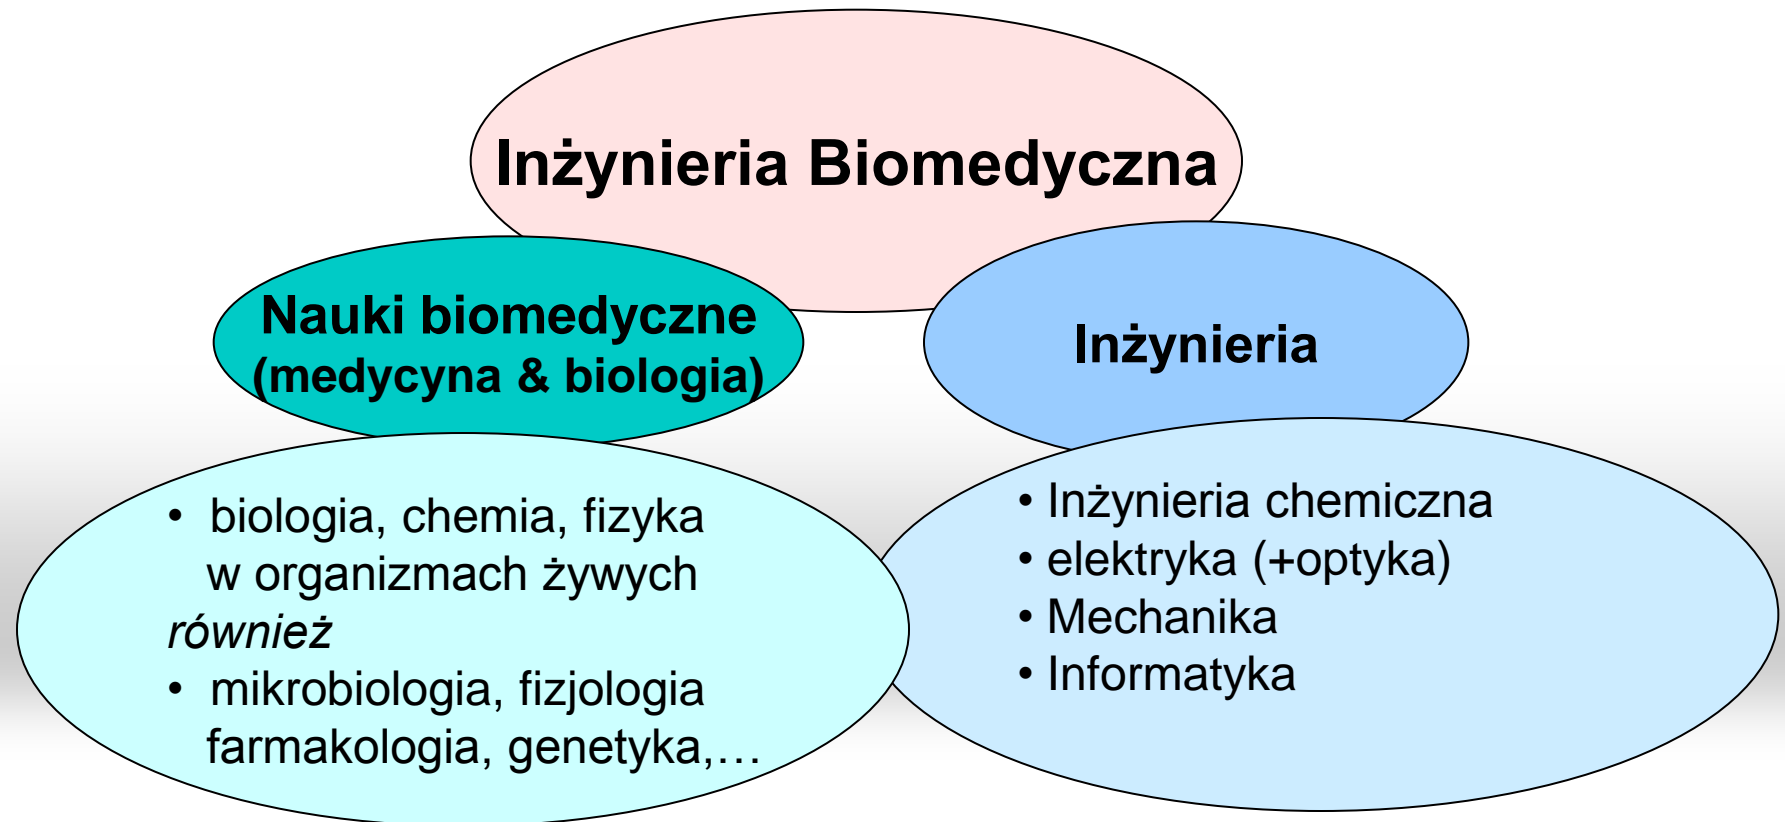 Inżynieria Biomedyczna
Nauki biomedyczne
(medycyna & biologia)
Inżynieria
• biologia, chemia, fizyka
w organizmach żywych
również
• mikrobiologia, fizjologia
farmakologia, genetyka,…
• Inżynieria chemiczna
• elektryka (+optyka)
• Mechanika
• Informatyka